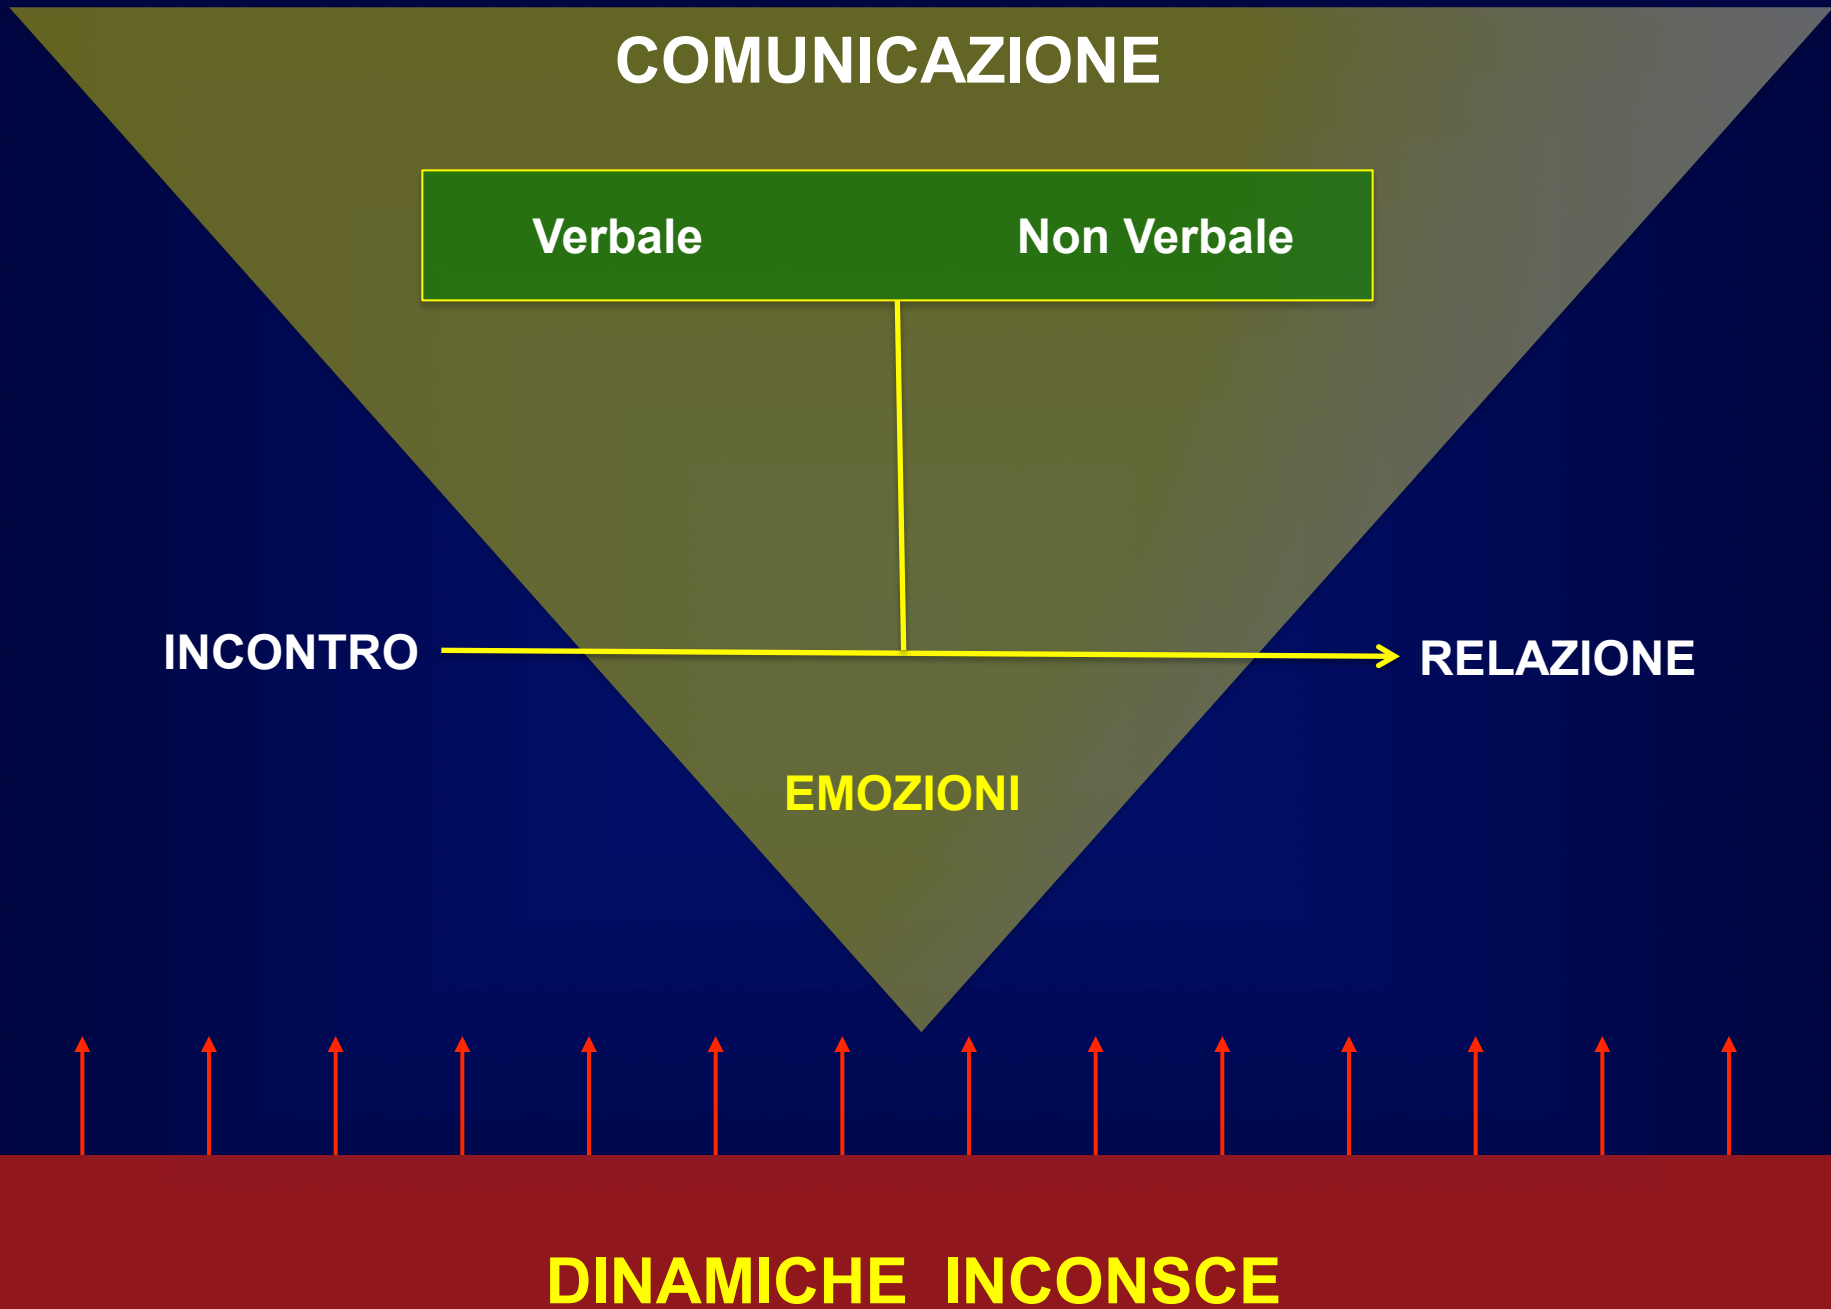 COMUNICAZIONE
Verbale Non Verbale
INCONTRO RELAZIONE
EMOZIONI
DINAMICHE INCONSCE